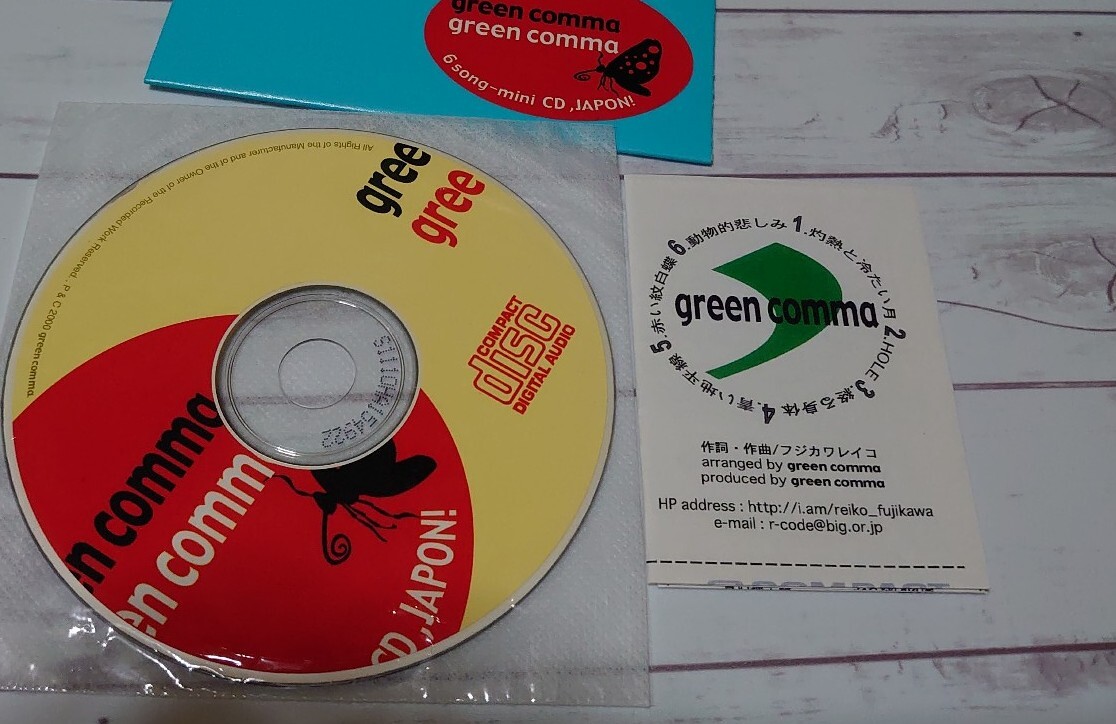 green comma
green comma
6song-mini CD,JAPON!
All Rights of the Manufacturer and of the Owner of the Recorded Work Reserved. P & C 2000 green comma.
gree
gree
COMPACT
disc
DIGITAL AUDIO
n comma
en comm
CD,JAPON!
1.灼熱と冷たい月 2.HOLE 3.終る身体 4.青い地平線 5.赤い紋白蝶 6.動物的悲しみ
green comma
作詞・作曲/フジカワレイコ
arranged by green comma
produced by green comma
HP address : http://i.am/reiko_fujikawa
e-mail : r-code@big.or.jp
COMPACT